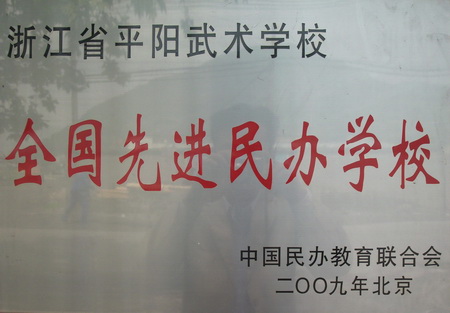 浙江省平阳武术学校
全国先进民办学校
中国民办教育联合会
二〇〇九年北京